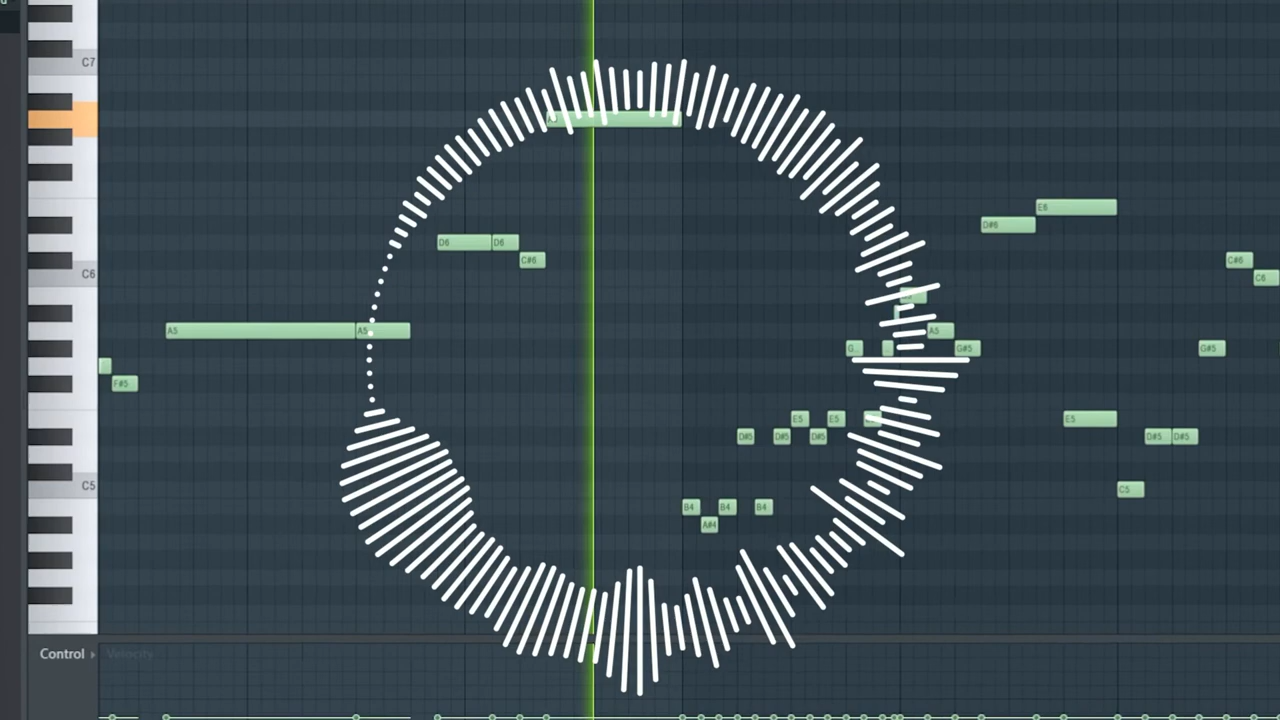 C7
E6
D#6
D6 D6
C#6 C#6
C6 C6
A5 A5 A5
G#5 G#5
F#5
E5 E5 E5
D#5 D#5 D#5 D#5 D#5
C5 C5
B4 B4 B4
A#4
Control Velocity